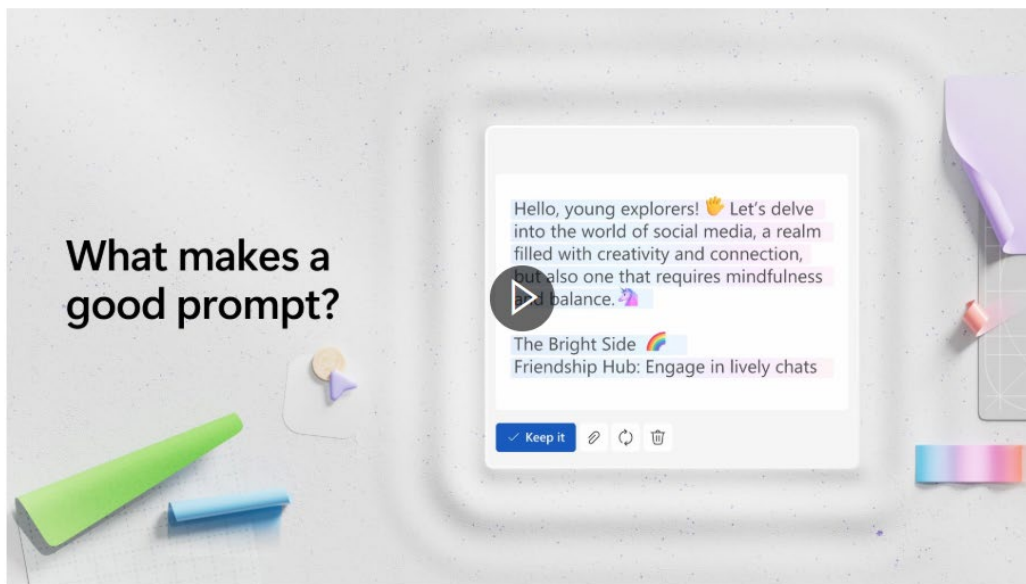 What makes a
good prompt?
Hello, young explorers! 🖐 Let's delve
into the world of social media, a realm
filled with creativity and connection,
but also one that requires mindfulness
and balance. 🦄
The Bright Side 🌈
Friendship Hub: Engage in lively chats
Keep it